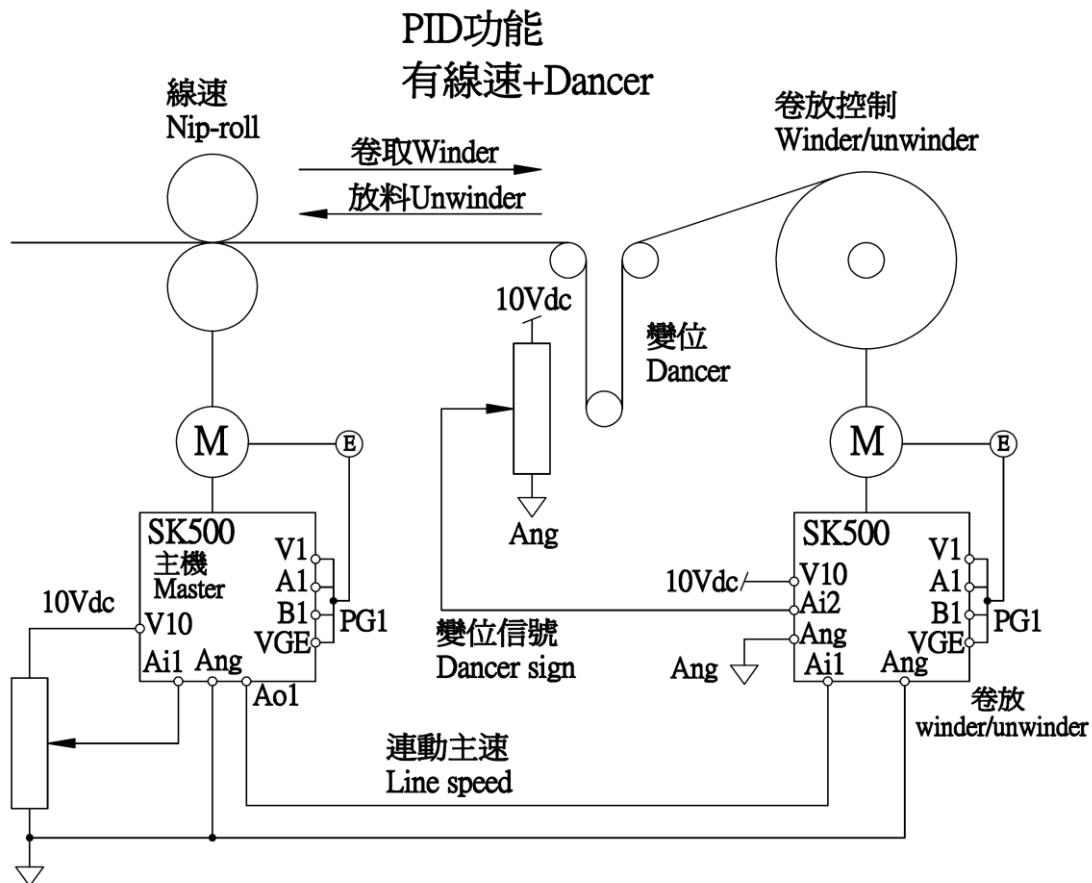 PID功能
有線速+Dancer
線速
Nip-roll
卷取Winder
放料Unwinder
卷放控制
Winder/unwinder
10Vdc
變位
Dancer
M
E
Ang
M
E
SK500
主機
Master
V1
A1
B1
VGE
PG1
10Vdc
V10
Ai1
Ang
Ao1
變位信號
Dancer sign
SK500
10Vdc
V10
Ai2
Ang
Ang
Ai1
Ang
V1
A1
B1
VGE
PG1
卷放
winder/unwinder
連動主速
Line speed